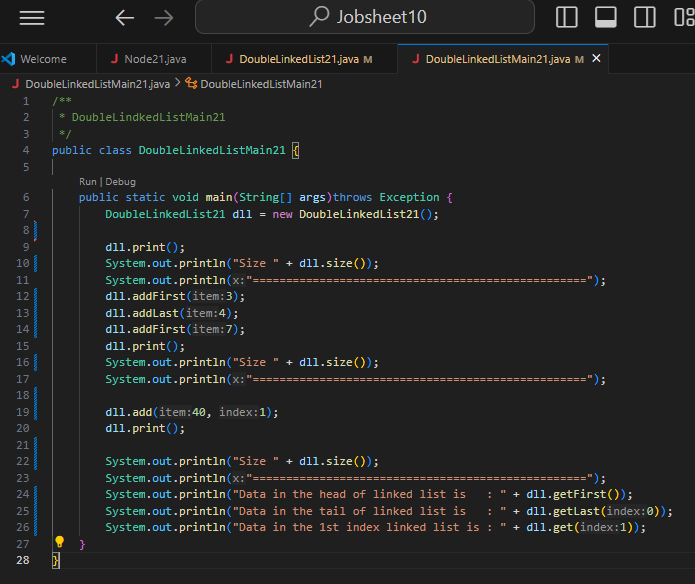 Jobsheet10
Welcome
J Node21.java
J DoubleLinkedList21.java M
J DoubleLinkedListMain21.java M ✕
J DoubleLinkedListMain21.java > DoubleLinkedListMain21
1 /**
2 * DoubleLindkedListMain21
3 */
4 public class DoubleLinkedListMain21 {
5
Run | Debug
6 public static void main(String[] args)throws Exception {
7 DoubleLinkedList21 dll = new DoubleLinkedList21();
8
9 dll.print();
10 System.out.println("Size " + dll.size());
11 System.out.println(x:"==================================================");
12 dll.addFirst(item:3);
13 dll.addLast(item:4);
14 dll.addFirst(item:7);
15 dll.print();
16 System.out.println("Size " + dll.size());
17 System.out.println(x:"==================================================");
18
19 dll.add(item:40, index:1);
20 dll.print();
21
22 System.out.println("Size " + dll.size());
23 System.out.println(x:"==================================================");
24 System.out.println("Data in the head of linked list is   : " + dll.getFirst());
25 System.out.println("Data in the tail of linked list is   : " + dll.getLast(index:0));
26 System.out.println("Data in the 1st index linked list is : " + dll.get(index:1));
27 }
28 }